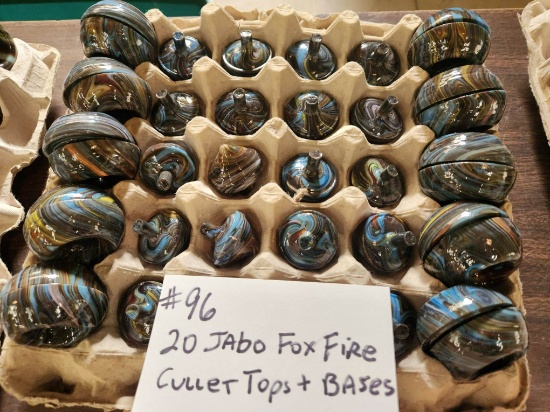 #96
20 JABO FOX FIRE
CULLET TOPS + BASES